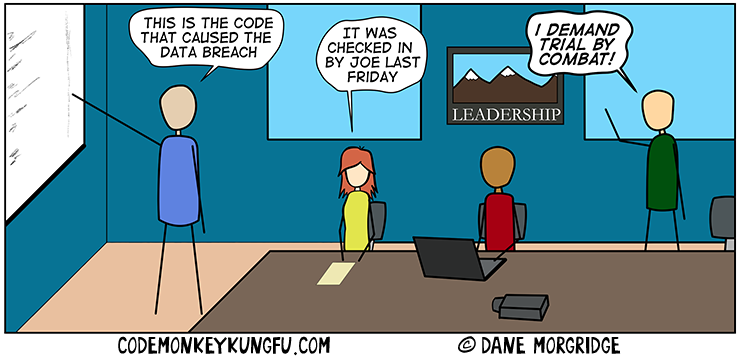 THIS IS THE CODE
THAT CAUSED THE
DATA BREACH
IT WAS
CHECKED IN
BY JOE LAST
FRIDAY
I DEMAND
TRIAL BY
COMBAT!
LEADERSHIP
CODEMONKEYKUNGFU.COM
© DANE MORGRIDGE